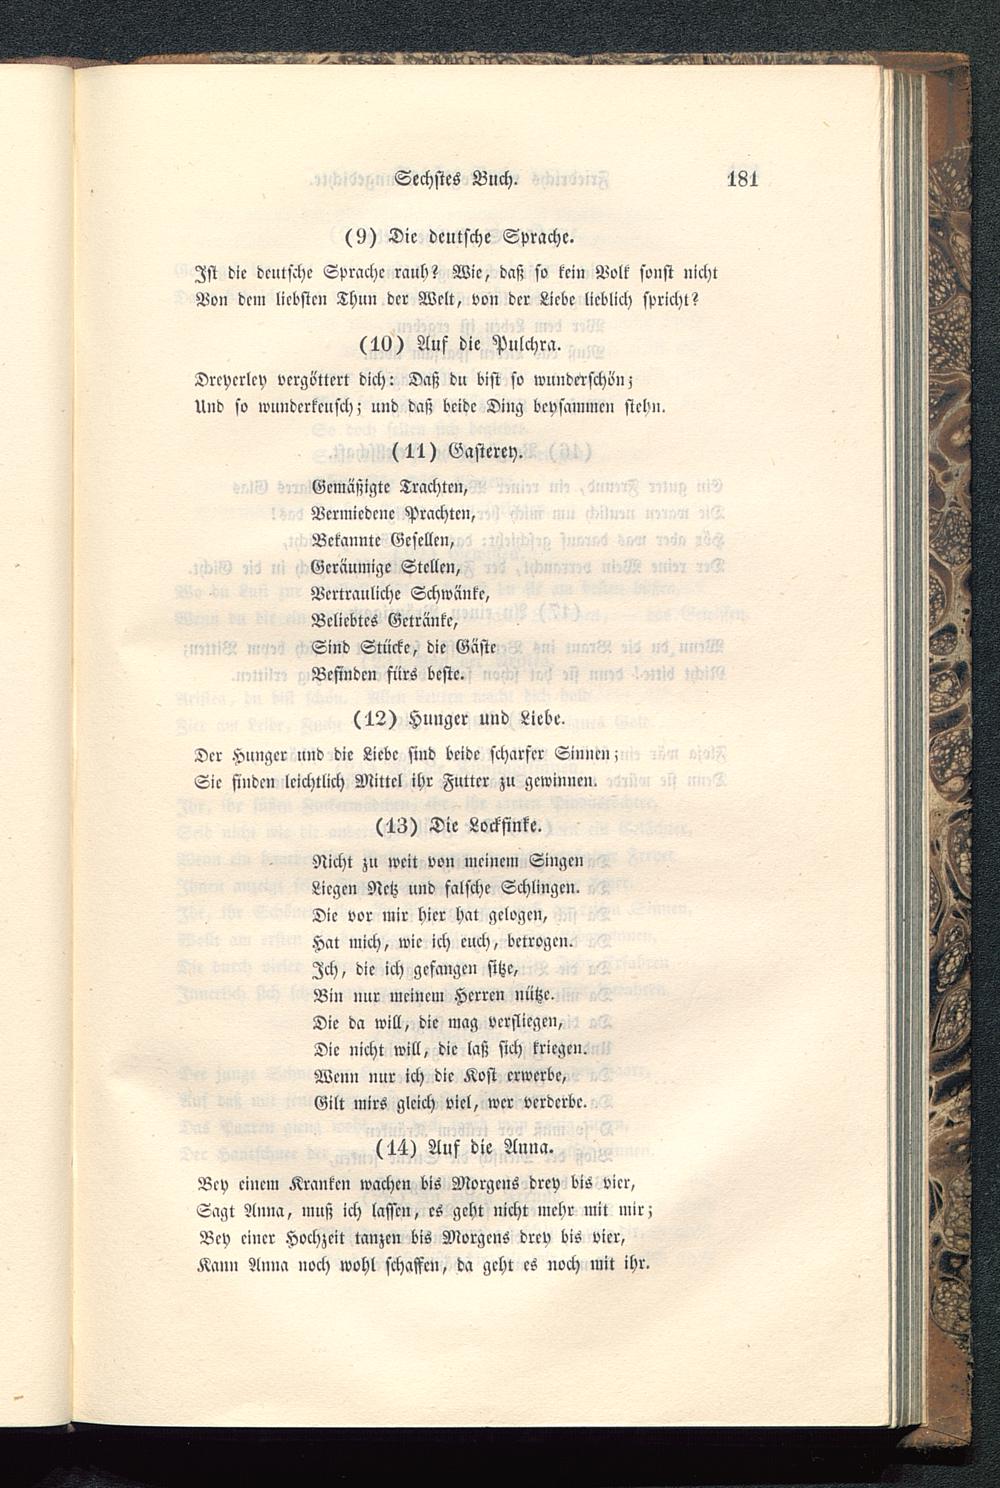 Sechstes Buch. 181
(9) Die deutsche Sprache.
Ist die deutsche Sprache rauh? Wie, daß so kein Volk sonst nicht
Von dem liebsten Thun der Welt, von der Liebe lieblich spricht?
(10) Auf die Pulchra.
Dreyerley vergöttert dich: Daß du bist so wunderschön;
Und so wunderkeusch; und daß beide Ding beysammen stehn.
(11) Gasterey.
Gemäßigte Trachten,
Vermiedene Prachten,
Bekannte Gesellen,
Geräumige Stellen,
Vertrauliche Schwänke,
Beliebtes Getränke,
Sind Stücke, die Gäste
Befinden fürs beste.
(12) Hunger und Liebe.
Der Hunger und die Liebe sind beide scharfer Sinnen;
Sie finden leichtlich Mittel ihr Futter zu gewinnen.
(13) Die Lockfinke.
Nicht zu weit von meinem Singen
Liegen Netz und falsche Schlingen.
Die vor mir hier hat gelogen,
Hat mich, wie ich euch, betrogen.
Ich, die ich gefangen sitze,
Bin nur meinem Herren nütze.
Die da will, die mag verfliegen,
Die nicht will, die laß sich kriegen.
Wenn nur ich die Kost erwerbe,
Gilt mirs gleich viel, wer verderbe.
(14) Auf die Anna.
Bey einem Kranken wachen bis Morgens drey bis vier,
Sagt Anna, muß ich lassen, es geht nicht mehr mit mir;
Bey einer Hochzeit tanzen bis Morgens drey bis vier,
Kann Anna noch wohl schaffen, da geht es noch mit ihr.